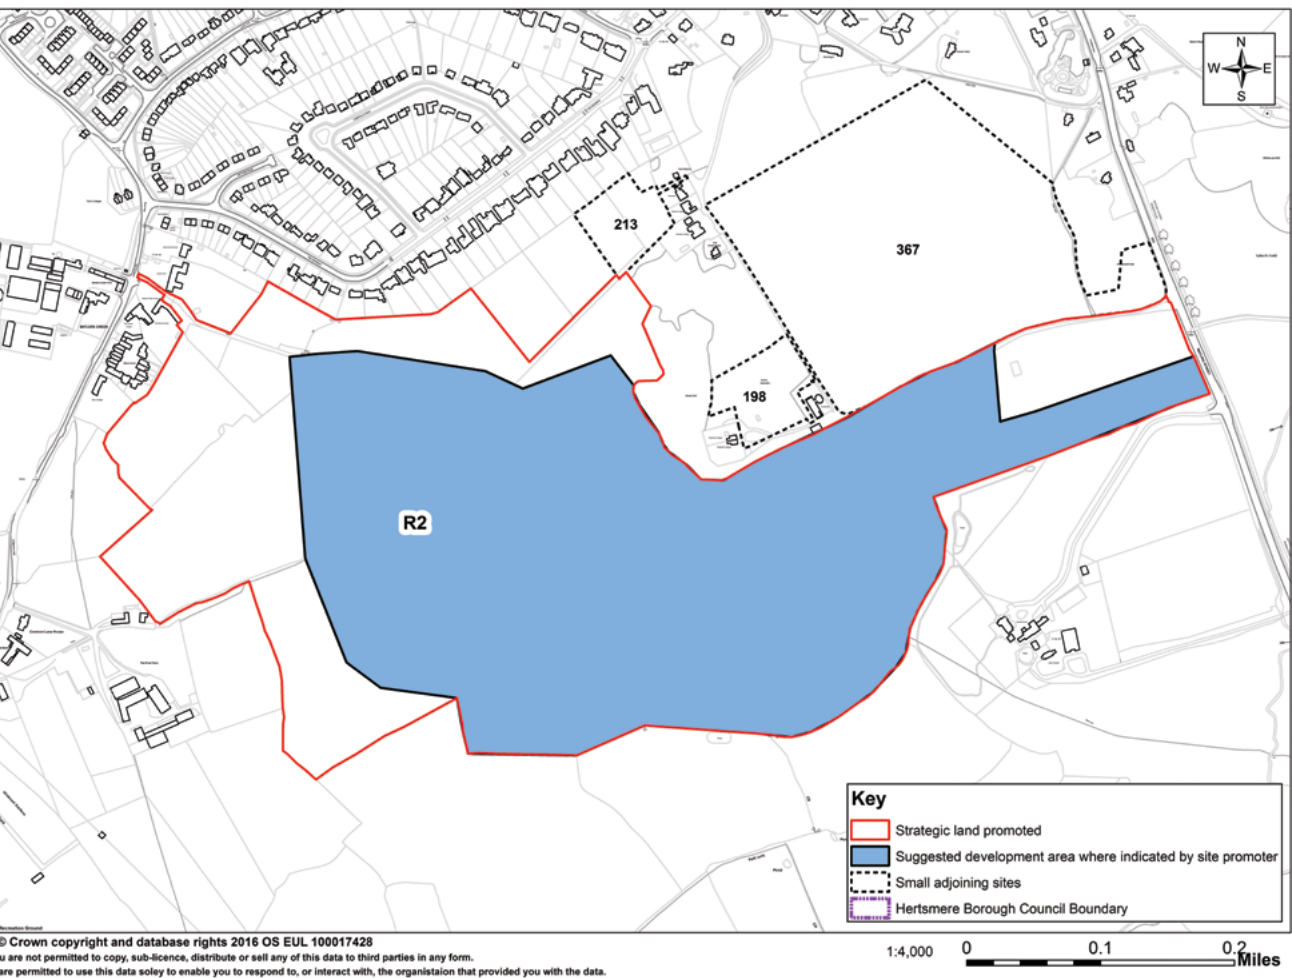 N
W E
S
213
367
198
R2
Key
Strategic land promoted
Suggested development area where indicated by site promoter
Small adjoining sites
Hertsmere Borough Council Boundary
© Crown copyright and database rights 2016 OS EUL 100017428
u are not permitted to copy, sub-licence, distribute or sell any of this data to third parties in any form.
are permitted to use this data soley to enable you to respond to, or interact with, the organistaion that provided you with the data.
1:4,000
0 0.1 0.2
Miles